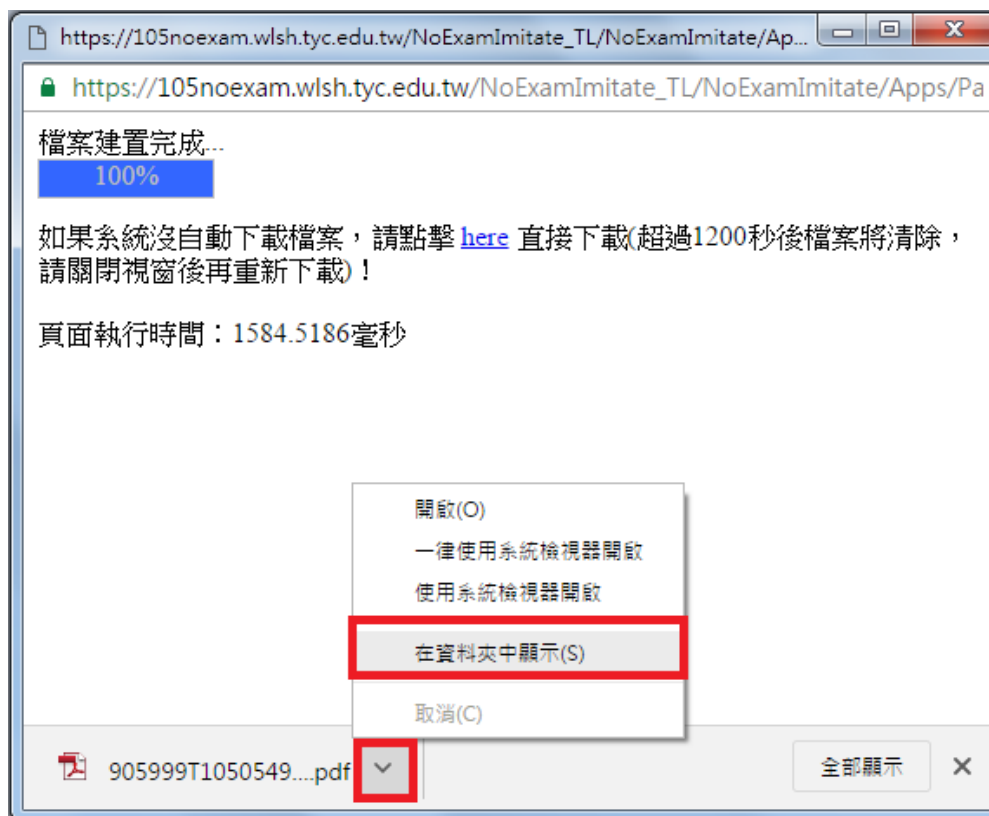 https://105noexam.wlsh.tyc.edu.tw/NoExamImitate_TL/NoExamImitate/Ap...
https://105noexam.wlsh.tyc.edu.tw/NoExamImitate_TL/NoExamImitate/Apps/Pa
檔案建置完成...
100%
如果系統沒自動下載檔案，請點擊 here 直接下載(超過1200秒後檔案將清除，
請關閉視窗後再重新下載)！
頁面執行時間：1584.5186毫秒
開啟(O)
一律使用系統檢視器開啟
使用系統檢視器開啟
在資料夾中顯示(S)
取消(C)
905999T1050549....pdf
全部顯示